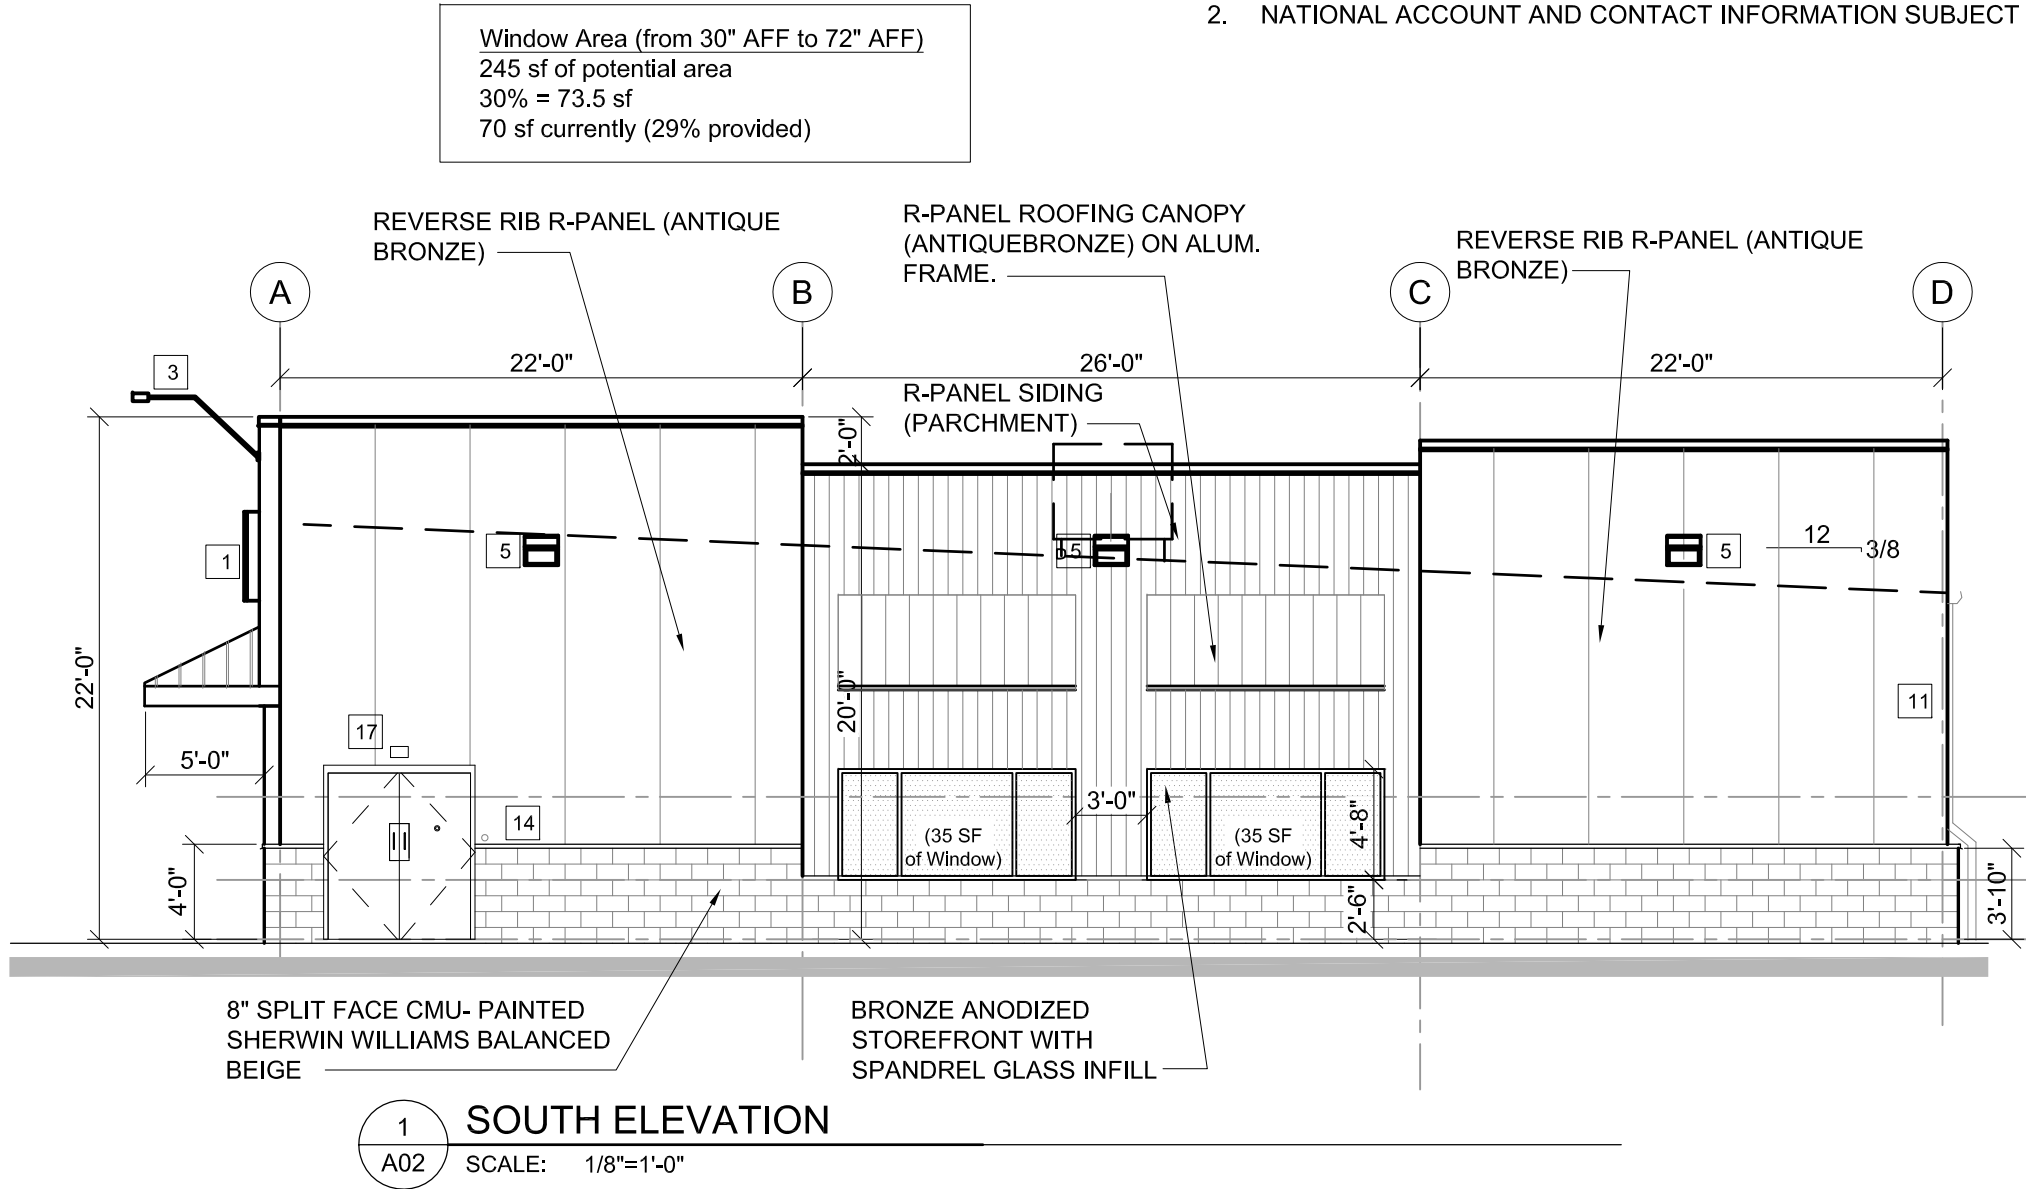 2. NATIONAL ACCOUNT AND CONTACT INFORMATION SUBJECT
Window Area (from 30" AFF to 72" AFF)
245 sf of potential area
30% = 73.5 sf
70 sf currently (29% provided)
REVERSE RIB R-PANEL (ANTIQUE
BRONZE)
R-PANEL ROOFING CANOPY
(ANTIQUEBRONZE) ON ALUM.
FRAME.
REVERSE RIB R-PANEL (ANTIQUE
BRONZE)
A
B
C
D
22'-0"
26'-0"
22'-0"
3
R-PANEL SIDING
(PARCHMENT)
2'-0"
1
5
5
5
12
3/8
22'-0"
20'-0"
11
17
5'-0"
14
3'-0"
(35 SF
of Window)
(35 SF
of Window)
4'-8"
4'-0"
2'-6"
3'-10"
8" SPLIT FACE CMU- PAINTED
SHERWIN WILLIAMS BALANCED
BEIGE
BRONZE ANODIZED
STOREFRONT WITH
SPANDREL GLASS INFILL
1
A02
SOUTH ELEVATION
SCALE: 1/8"=1'-0"